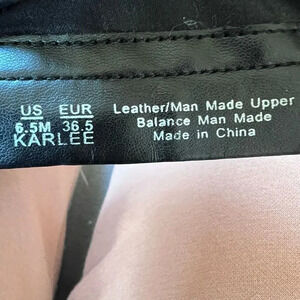 US EUR
6.5M 36.5
KARLEE
Leather/Man Made Upper
Balance Man Made
Made in China